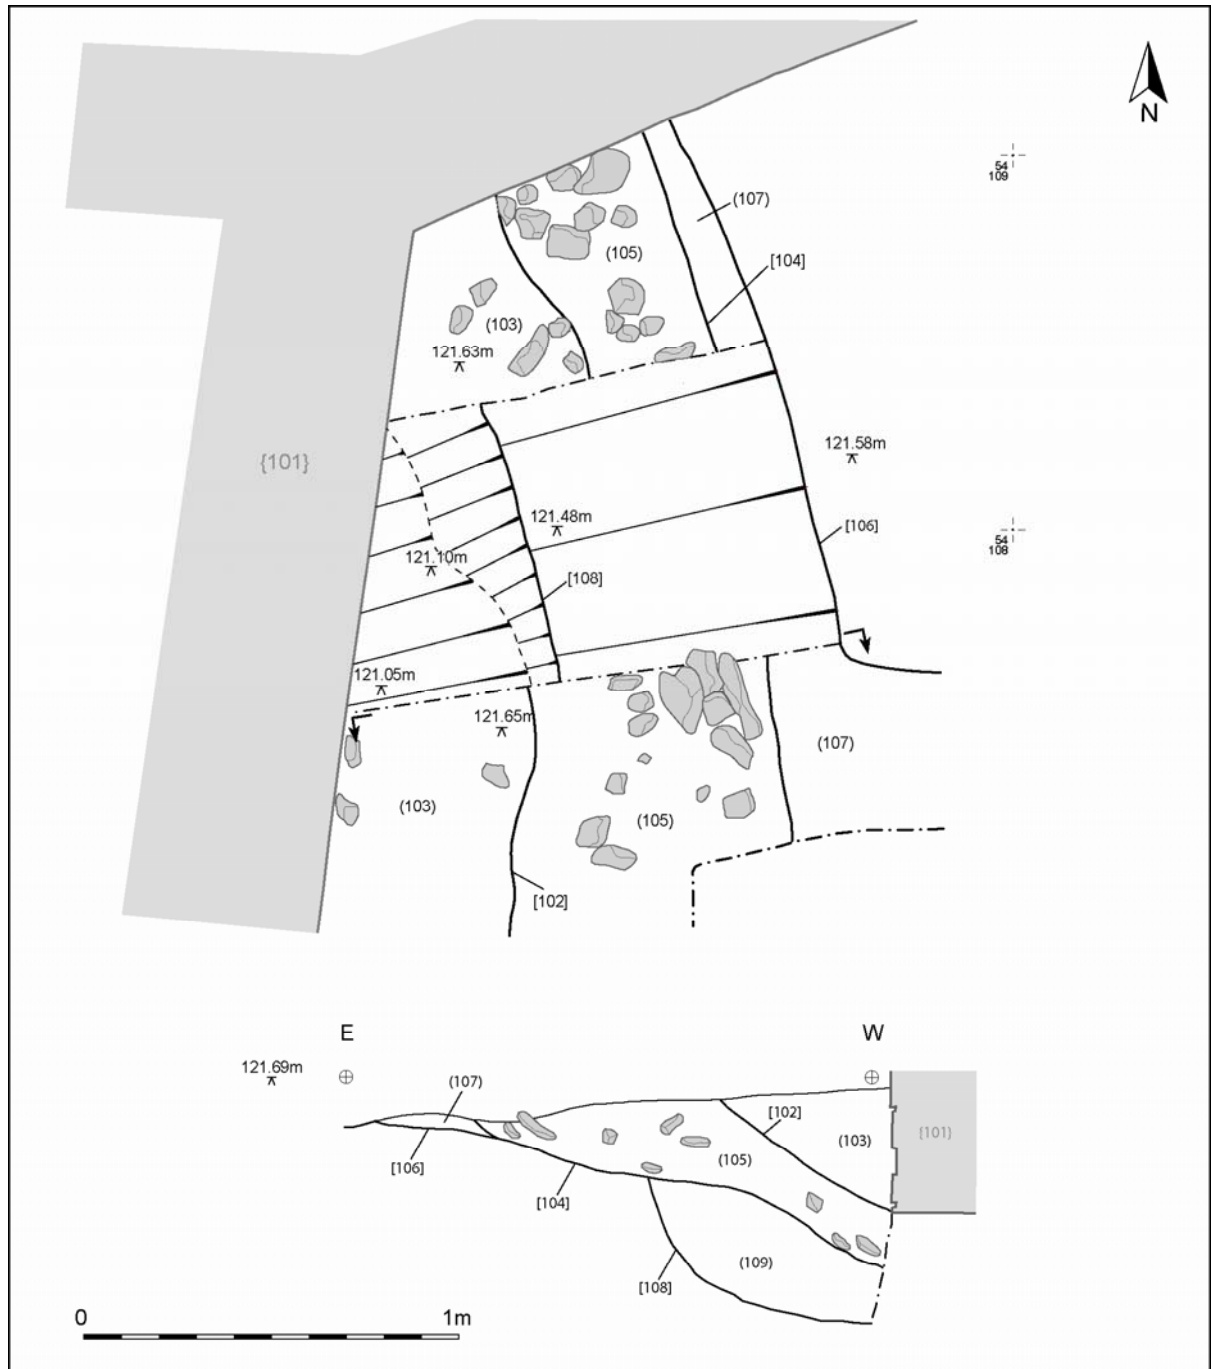 N
54
109
(107)
(105)
[104]
(103)
121.63m
121.58m
{101}
121.48m
[106]
54
108
121.10m
[108]
121.05m
121.65m
(107)
(103)
(105)
[102]
E
W
121.69m
(107)
[102]
(103)
{101}
(105)
[106]
[104]
(109)
[108]
0
1m